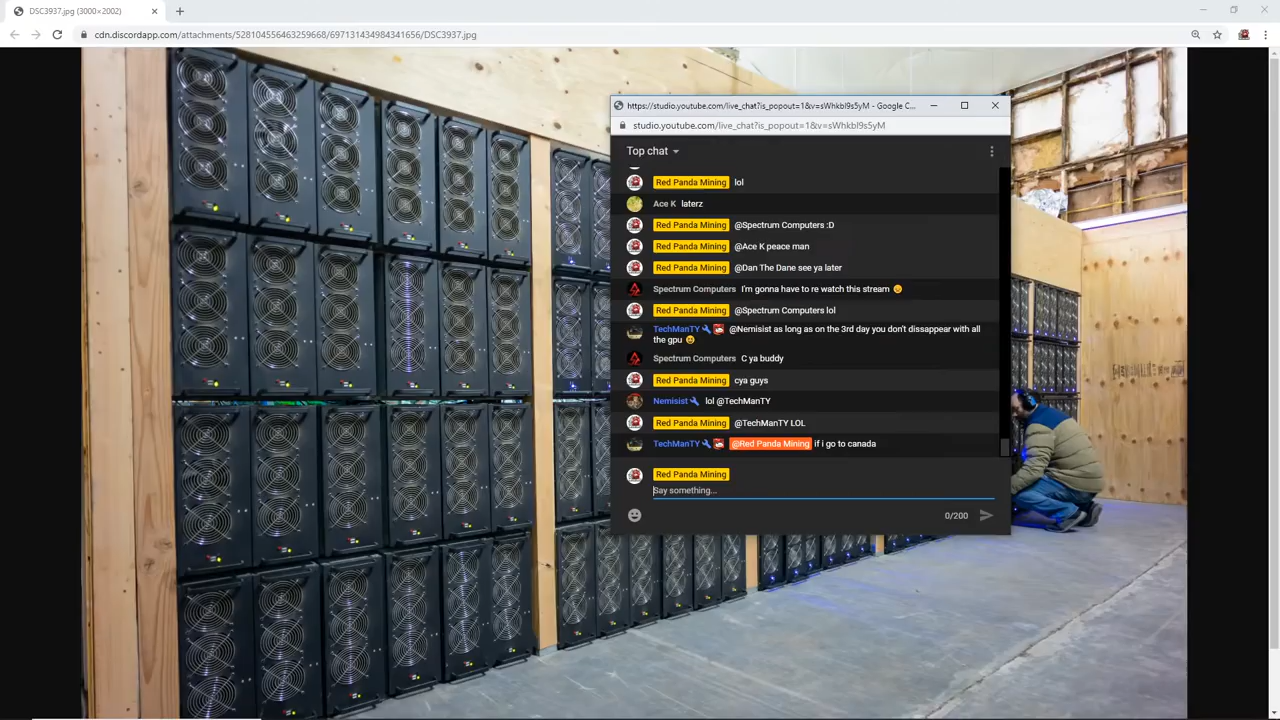 DSC3937.jpg (3000×2002)
cdn.discordapp.com/attachments/528104556463259668/697131434984341656/DSC3937.jpg
https://studio.youtube.com/live_chat?is_popout=1&v=sWhkbl9s5yM - Google C...
studio.youtube.com/live_chat?is_popout=1&v=sWhkbl9s5yM
Top chat
Red Panda Mining lol
Ace K laterz
Red Panda Mining @Spectrum Computers :D
Red Panda Mining @Ace K peace man
Red Panda Mining @Dan The Dane see ya later
Spectrum Computers I'm gonna have to re watch this stream
Red Panda Mining @Spectrum Computers lol
TechManTY @Nemisist as long as on the 3rd day you don't dissappear with all
the gpu
Spectrum Computers C ya buddy
Red Panda Mining cya guys
Nemisist lol @TechManTY
Red Panda Mining @TechManTY LOL
TechManTY @Red Panda Mining if i go to canada
Red Panda Mining
Say something...
0/200